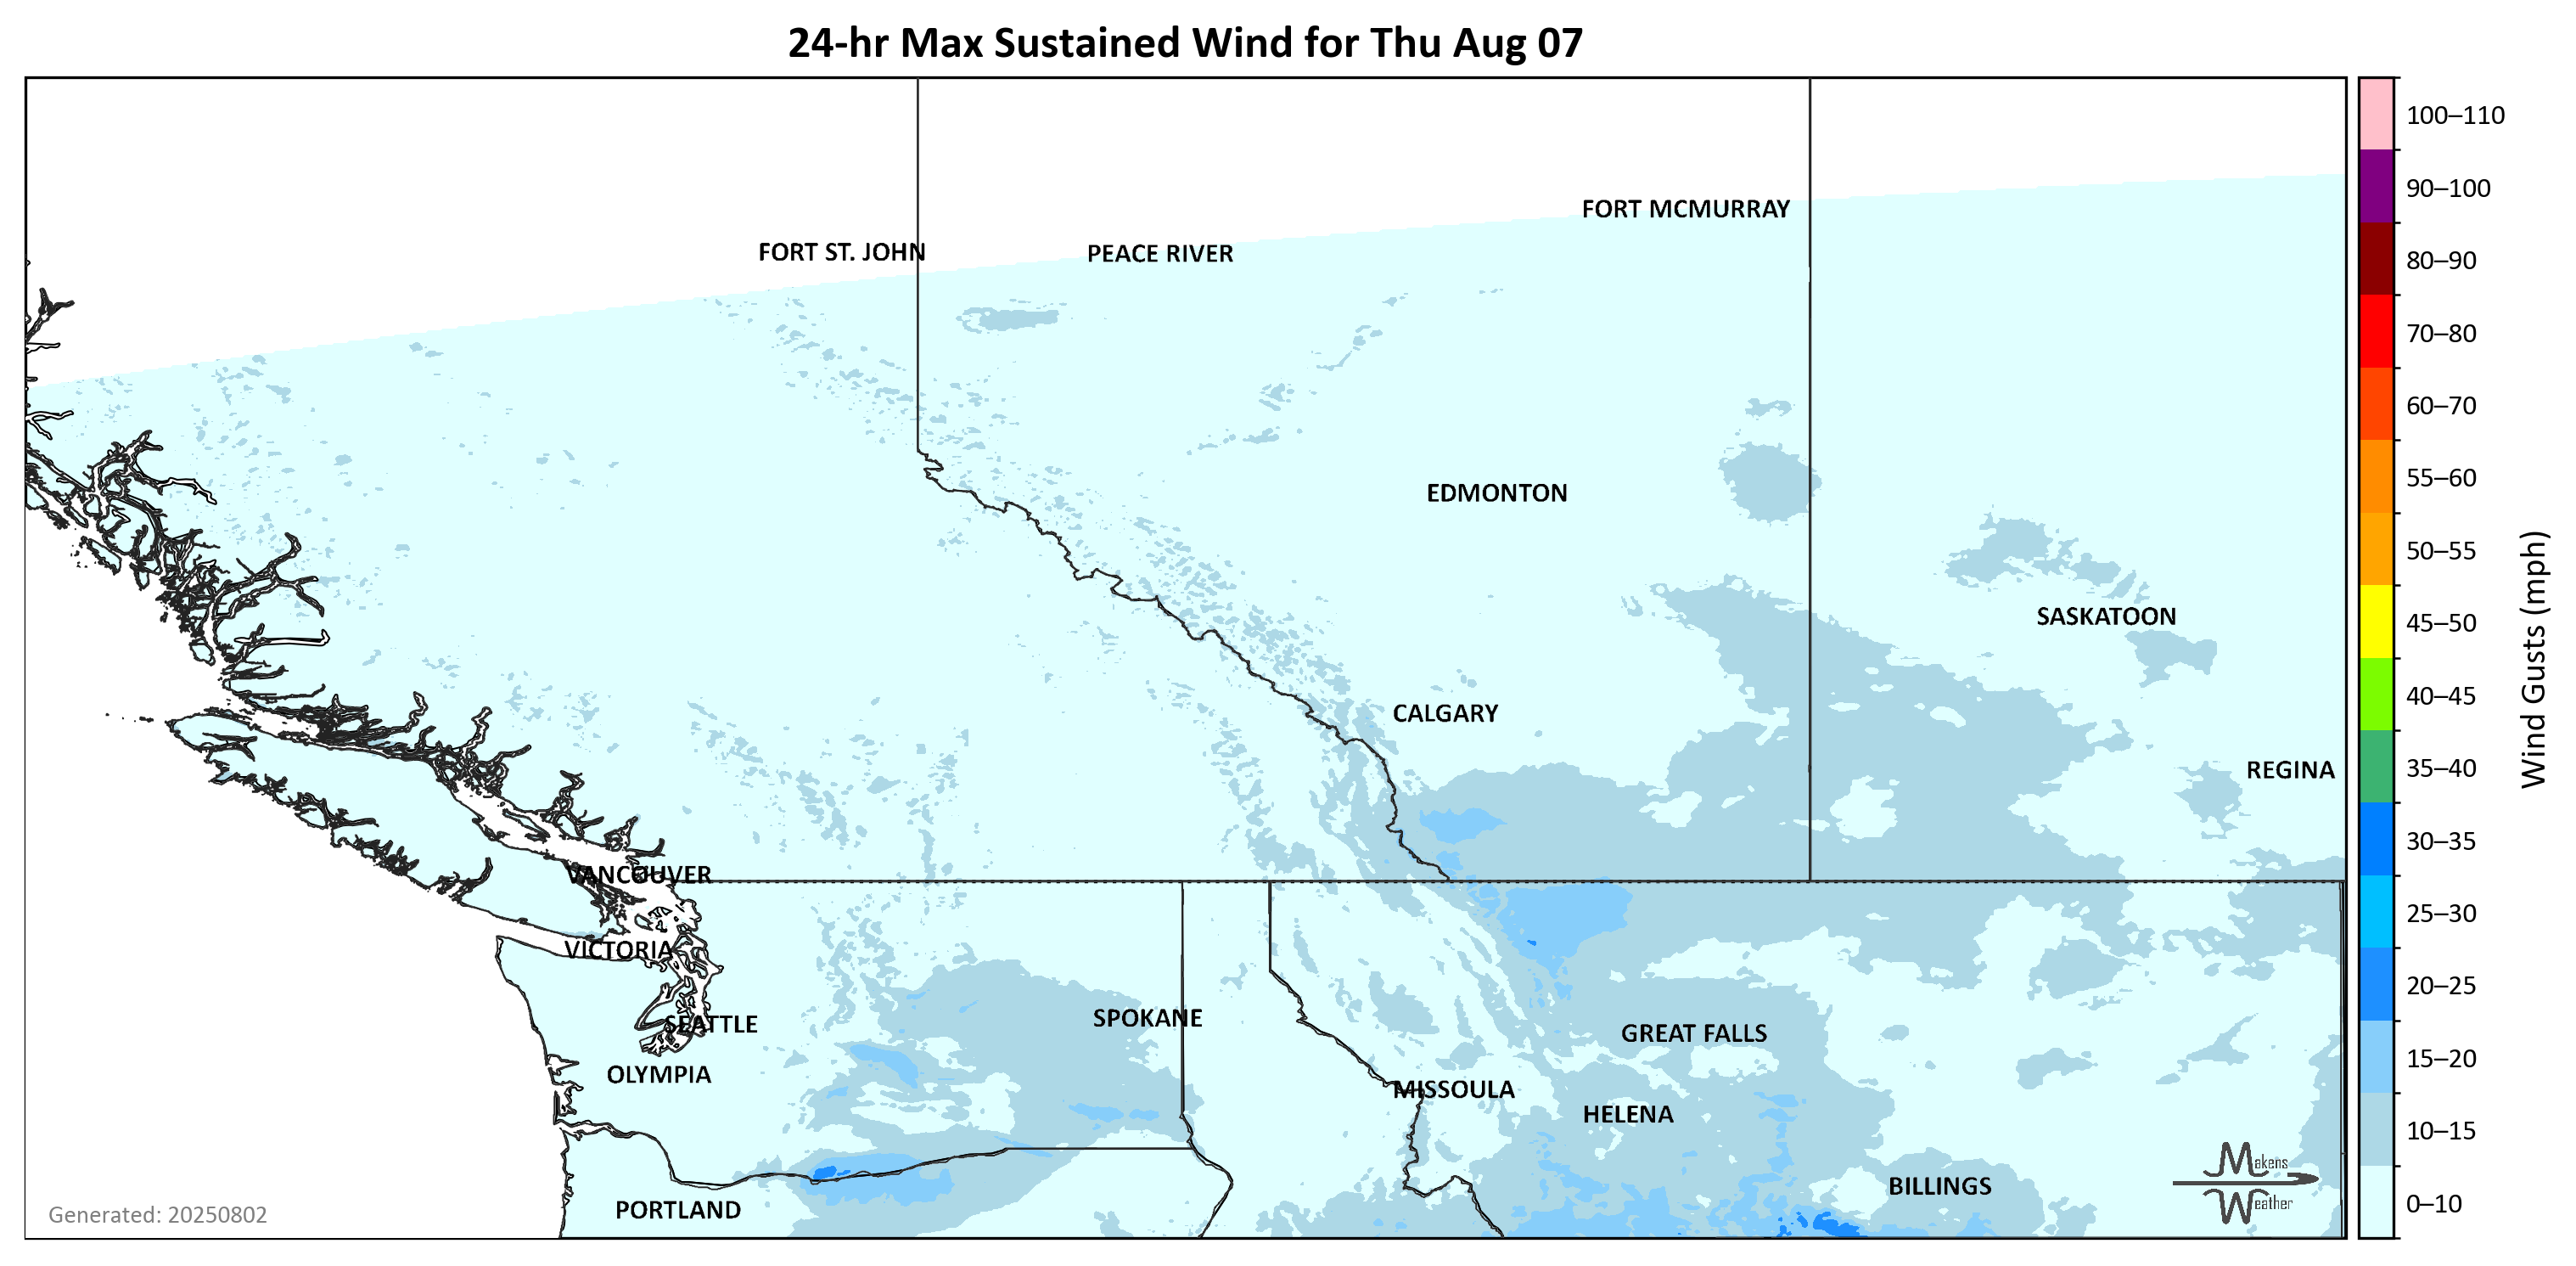 24-hr Max Sustained Wind for Thu Aug 07
100–110
90–100
80–90
70–80
60–70
55–60
50–55
45–50
40–45
35–40
30–35
25–30
20–25
15–20
10–15
0–10
Wind Gusts (mph)
FORT MCMURRAY
FORT ST. JOHN
PEACE RIVER
EDMONTON
SASKATOON
CALGARY
REGINA
VANCOUVER
VICTORIA
SEATTLE
SPOKANE
GREAT FALLS
OLYMPIA
MISSOULA
HELENA
BILLINGS
PORTLAND
Makens
Weather
Generated: 20250802